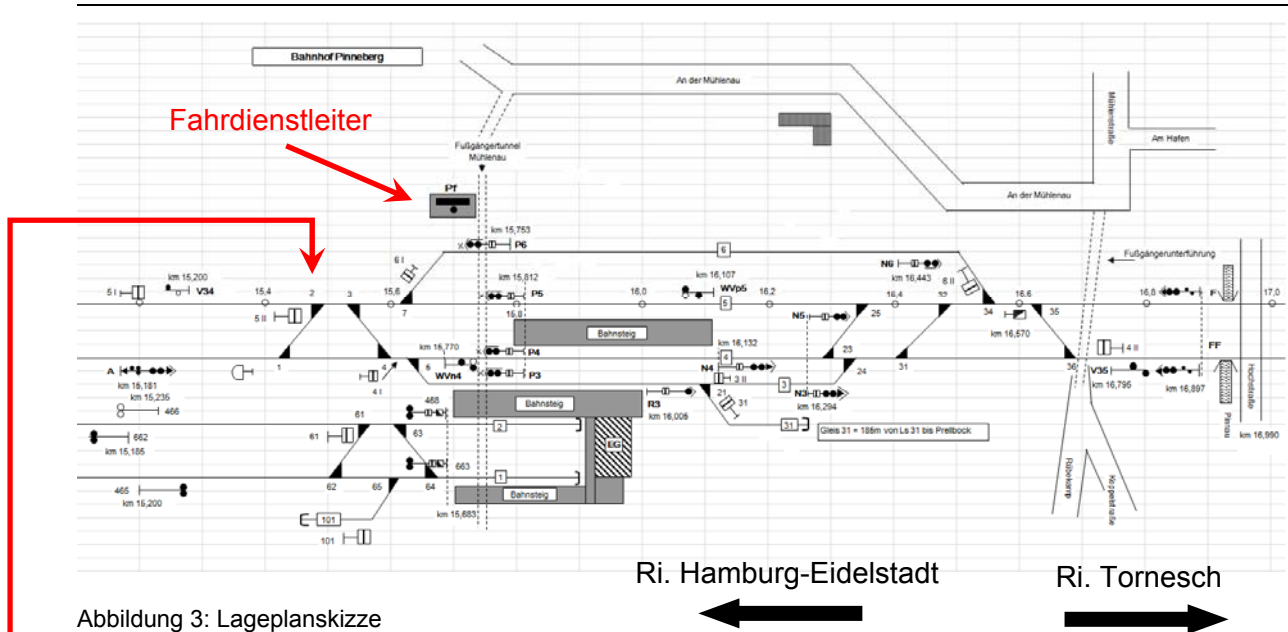 Bahnhof Pinneberg
An der Mühlenau
Mühlenstraße
Am Hafen
Fahrdienstleiter
Fußgängertunnel
Mühlenau
Pf
An der Mühlenau
km 15,753
P6
6 I
6
N6
km 16,443
6 II
Fußgängerunterführung
km 15,200
V34
5 I
15,4
2
3
15,6
7
5 II
km 15,812
P5
15,8
16,0
km 16,107
WVp5
5
16,2
N5
16,4
25
34
16,6
35
km 16,570
16,8
F
17,0
Bahnsteig
A
km 15,181
km 15,235
466
1
4
4 I
6
km 15,770
WVn4
P4
P3
km 16,132
4
N4
3 II
3
23
24
31
36
4 II
V35
km 16,795
km 16,897
FF
Hochstraße
Pinnau
km 16,990
662
km 15,185
61
61
63
468
Bahnsteig
2
R3
km 16,005
21
31
N3
km 16,294
31
Gleis 31 = 185m von Ls 31 bis Prellbock
EG
465
km 15,200
62
65
64
663
1
Bahnsteig
101
101
km 15,683
Rübekamp
Koppelstraße
Ri. Hamburg-Eidelstadt
Ri. Tornesch
Abbildung 3: Lageplanskizze